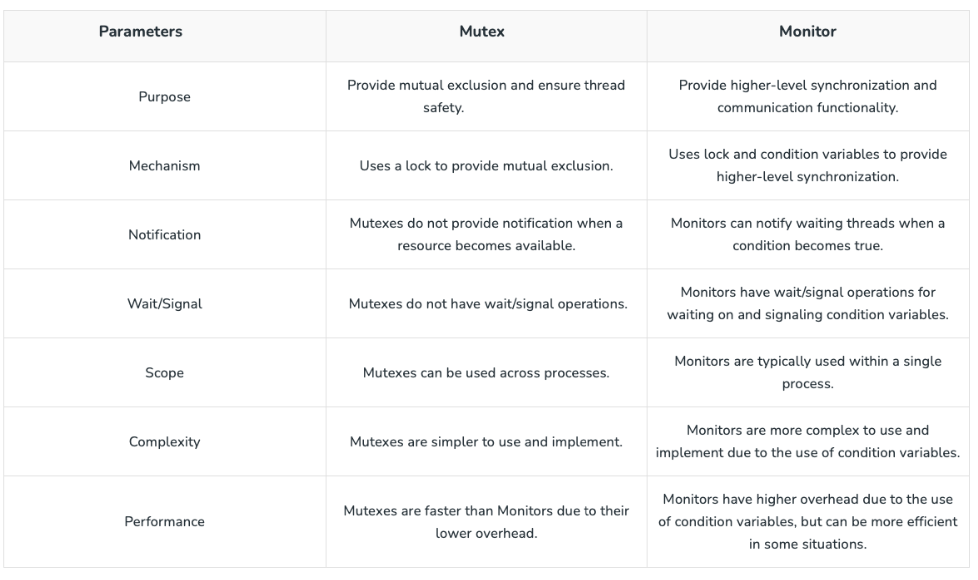 Parameters
Mutex
Monitor
Purpose
Provide mutual exclusion and ensure thread
safety.
Provide higher-level synchronization and
communication functionality.
Mechanism
Uses a lock to provide mutual exclusion.
Uses lock and condition variables to provide
higher-level synchronization.
Notification
Mutexes do not provide notification when a
resource becomes available.
Monitors can notify waiting threads when a
condition becomes true.
Wait/Signal
Mutexes do not have wait/signal operations.
Monitors have wait/signal operations for
waiting on and signaling condition variables.
Scope
Mutexes can be used across processes.
Monitors are typically used within a single
process.
Complexity
Mutexes are simpler to use and implement.
Monitors are more complex to use and
implement due to the use of condition variables.
Performance
Mutexes are faster than Monitors due to their
lower overhead.
Monitors have higher overhead due to the use
of condition variables, but can be more efficient
in some situations.